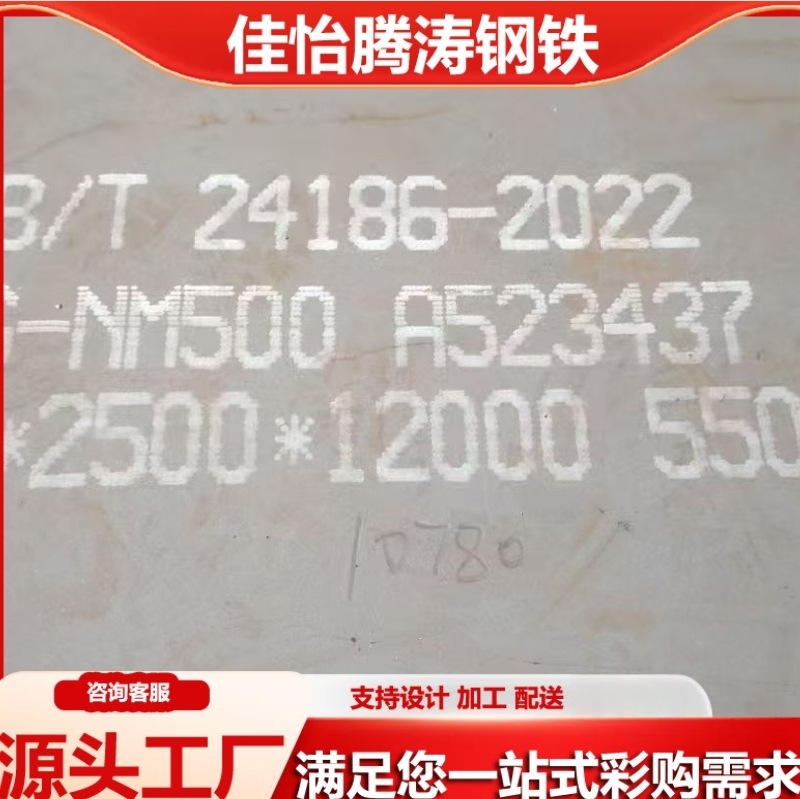 佳怡腾涛钢铁
B/T 24186-2022
G-NM500 A523437
*2500*12000 550
10780
咨询客服
支持设计 加工 配送
源头工厂
满足您一站式彩购需求